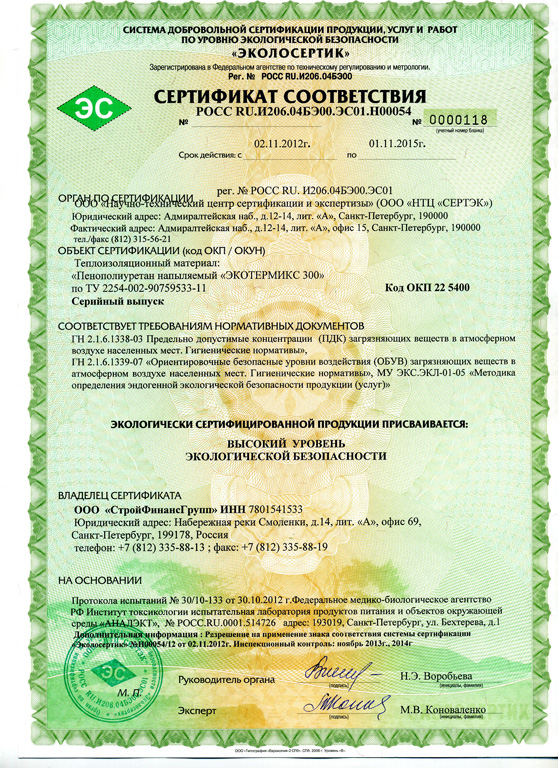 СИСТЕМА ДОБРОВОЛЬНОЙ СЕРТИФИКАЦИИ ПРОДУКЦИИ, УСЛУГ И РАБОТ
ПО УРОВНЮ ЭКОЛОГИЧЕСКОЙ БЕЗОПАСНОСТИ
«ЭКОЛОСЕРТИК»
Зарегистрирована в Федеральном агентстве по техническому регулированию и метрологии.
Рег. № РОСС RU.И206.04БЭ00
ЭС
СЕРТИФИКАТ СООТВЕТСТВИЯ
РОСС RU.И206.04БЭ00.ЭС01.Н00054
№
№ 0000118
(учетный номер бланка)
02.11.2012г. 01.11.2015г.
Срок действия: с по
рег. № РОСС RU. И206.04БЭ00.ЭС01
ОРГАН ПО СЕРТИФИКАЦИИ
ООО «Научно-технический центр сертификации и экспертизы» (ООО «НТЦ «СЕРТЭК»)
Юридический адрес: Адмиралтейская наб., д.12-14, лит. «А», Санкт-Петербург, 190000
Фактический адрес: Адмиралтейская наб., д.12-14, лит. «А», офис 15, Санкт-Петербург, 190000
тел./факс (812) 315-56-21
ОБЪЕКТ СЕРТИФИКАЦИИ (код ОКП / ОКУН)
Теплоизоляционный материал:
«Пенополиуретан напыляемый «ЭКОТЕРМИКС 300»
по ТУ 2254-002-90759533-11 Код ОКП 22 5400
Серийный выпуск
СООТВЕТСТВУЕТ ТРЕБОВАНИЯМ НОРМАТИВНЫХ ДОКУМЕНТОВ
ГН 2.1.6.1338-03 Предельно допустимые концентрации (ПДК) загрязняющих веществ в атмосферном
воздухе населенных мест. Гигиенические нормативы»,
ГН 2.1.6.1339-07 «Ориентировочные безопасные уровни воздействия (ОБУВ) загрязняющих веществ в
атмосферном воздухе населенных мест. Гигиенические нормативы», МУ ЭКС.ЭКЛ-01-05 «Методика
определения эндогенной экологической безопасности продукции (услуг)»
ЭКОЛОГИЧЕСКИ СЕРТИФИЦИРОВАННОЙ ПРОДУКЦИИ ПРИСВАИВАЕТСЯ:
ВЫСОКИЙ УРОВЕНЬ
ЭКОЛОГИЧЕСКОЙ БЕЗОПАСНОСТИ
ВЛАДЕЛЕЦ СЕРТИФИКАТА
ООО «СтройФинансГрупп» ИНН 7801541533
Юридический адрес: Набережная реки Смоленки, д.14, лит. «А», офис 69,
Санкт-Петербург, 199178, Россия
телефон: +7 (812) 335-88-13 ; факс: +7 (812) 335-88-19
НА ОСНОВАНИИ
Протокола испытаний № 30/10-133 от 30.10.2012 г.Федеральное медико-биологическое агентство
РФ Институт токсикологии испытательная лаборатория продуктов питания и объектов окружающей
среды «АНАЛЭКТ», № РОСС.RU.0001.514726 адрес: 193019, Санкт-Петербург, ул. Бехтерева, д.1
Дополнительная информация : Разрешение на применение знака соответствия системы сертификации
«Эколосертик» №Н00054/12 от 02.11.2012г. Инспекционный контроль: ноябрь 2013г., 2014г
ЭС
М. П.
Руководитель органа Н.Э. Воробьева
(подпись) (инициалы, фамилия)
Эксперт М.В. Коноваленко
(подпись) (инициалы, фамилия)